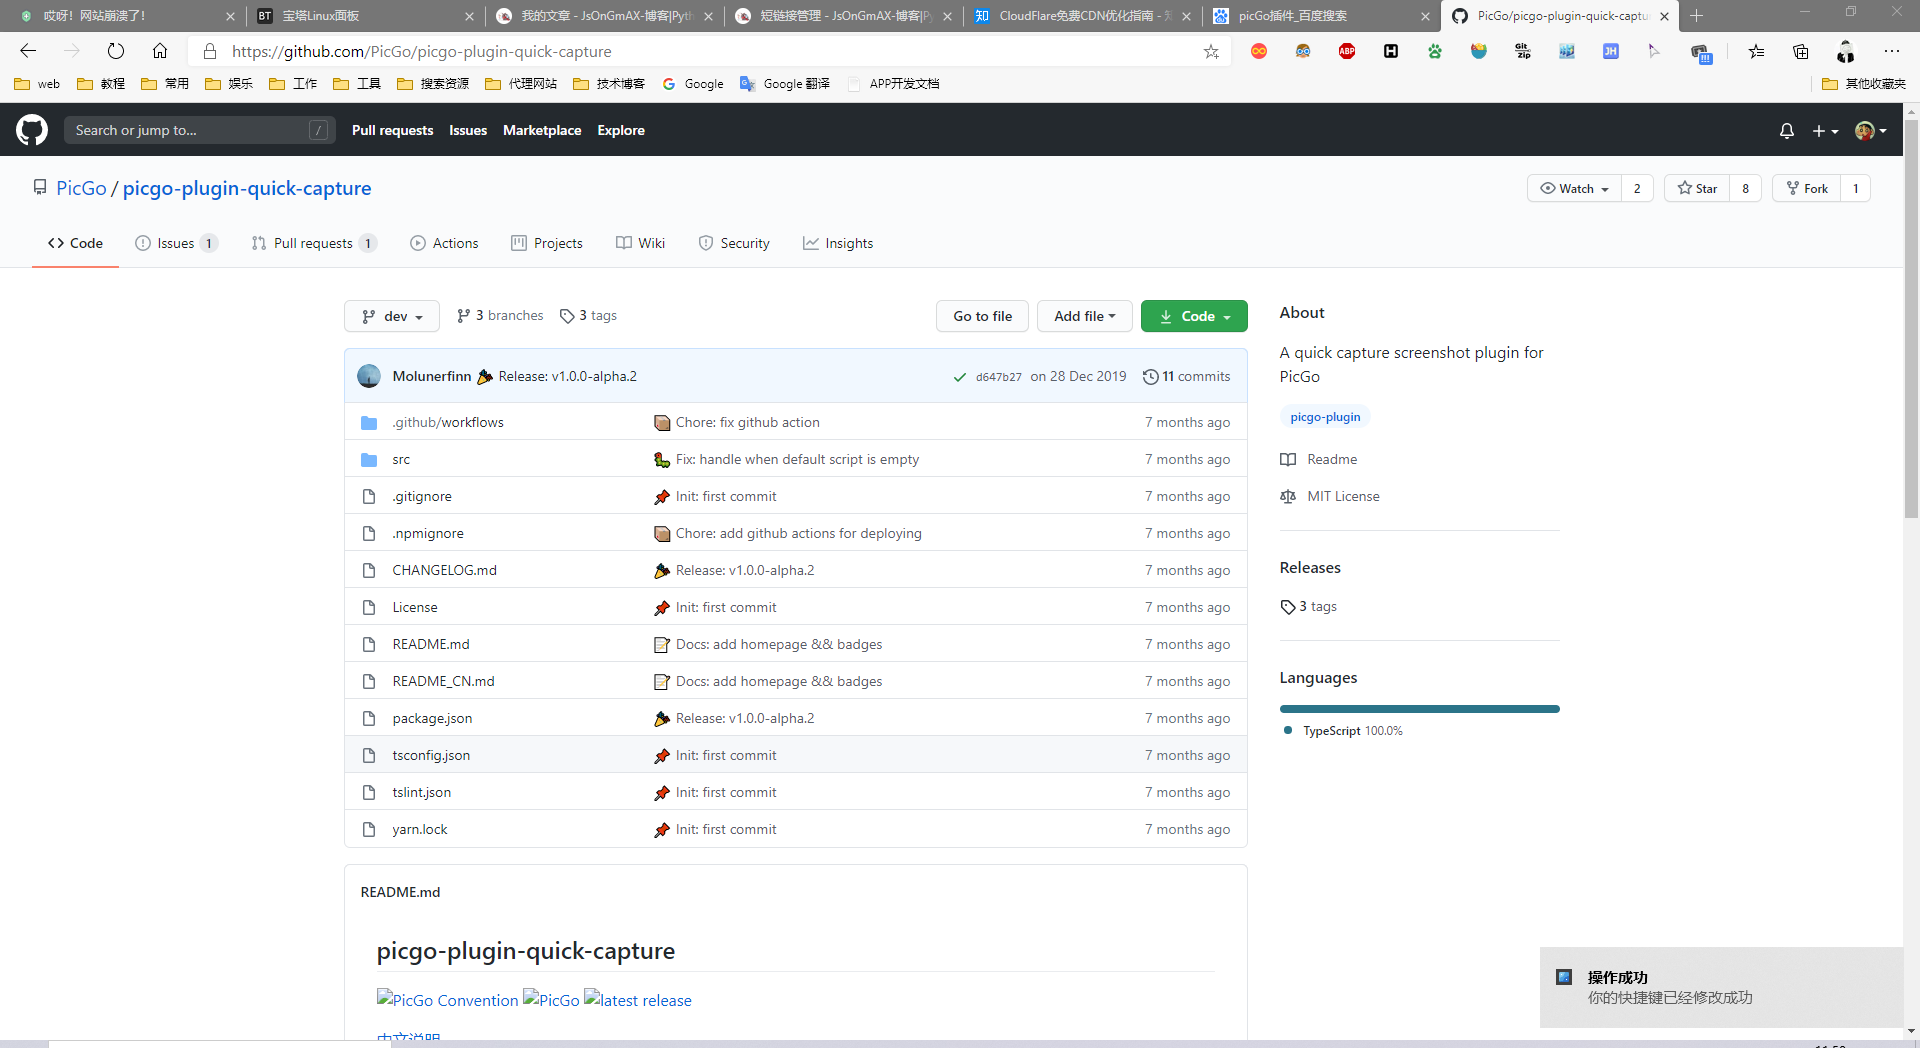 哎呀！网站崩溃了！
BT 宝塔Linux面板
我的文章 - JsOnGmAX-博客|Pyth
短链接管理 - JsOnGmAX-博客|Py
知 CloudFlare免费CDN优化指南 - 知
picGo插件_百度搜索
PicGo/picgo-plugin-quick-captu
https://github.com/PicGo/picgo-plugin-quick-capture
ABP
H
Git zip
JH
web
教程
常用
娱乐
工作
工具
搜索资源
代理网站
技术博客
Google
Google 翻译
APP开发文档
其他收藏夹
Search or jump to... /
Pull requests
Issues
Marketplace
Explore
PicGo / picgo-plugin-quick-capture
Watch 2
Star 8
Fork 1
Code
Issues 1
Pull requests 1
Actions
Projects
Wiki
Security
Insights
dev
3 branches
3 tags
Go to file
Add file
Code
Molunerfinn Release: v1.0.0-alpha.2 d647b27 on 28 Dec 2019 11 commits
.github/workflows Chore: fix github action 7 months ago
src Fix: handle when default script is empty 7 months ago
.gitignore Init: first commit 7 months ago
.npmignore Chore: add github actions for deploying 7 months ago
CHANGELOG.md Release: v1.0.0-alpha.2 7 months ago
License Init: first commit 7 months ago
README.md Docs: add homepage && badges 7 months ago
README_CN.md Docs: add homepage && badges 7 months ago
package.json Release: v1.0.0-alpha.2 7 months ago
tsconfig.json Init: first commit 7 months ago
tslint.json Init: first commit 7 months ago
yarn.lock Init: first commit 7 months ago
About
A quick capture screenshot plugin for
PicGo
picgo-plugin
Readme
MIT License
Releases
3 tags
Languages
TypeScript 100.0%
README.md
picgo-plugin-quick-capture
PicGo Convention PicGo latest release
中文说明
操作成功
你的快捷键已经修改成功